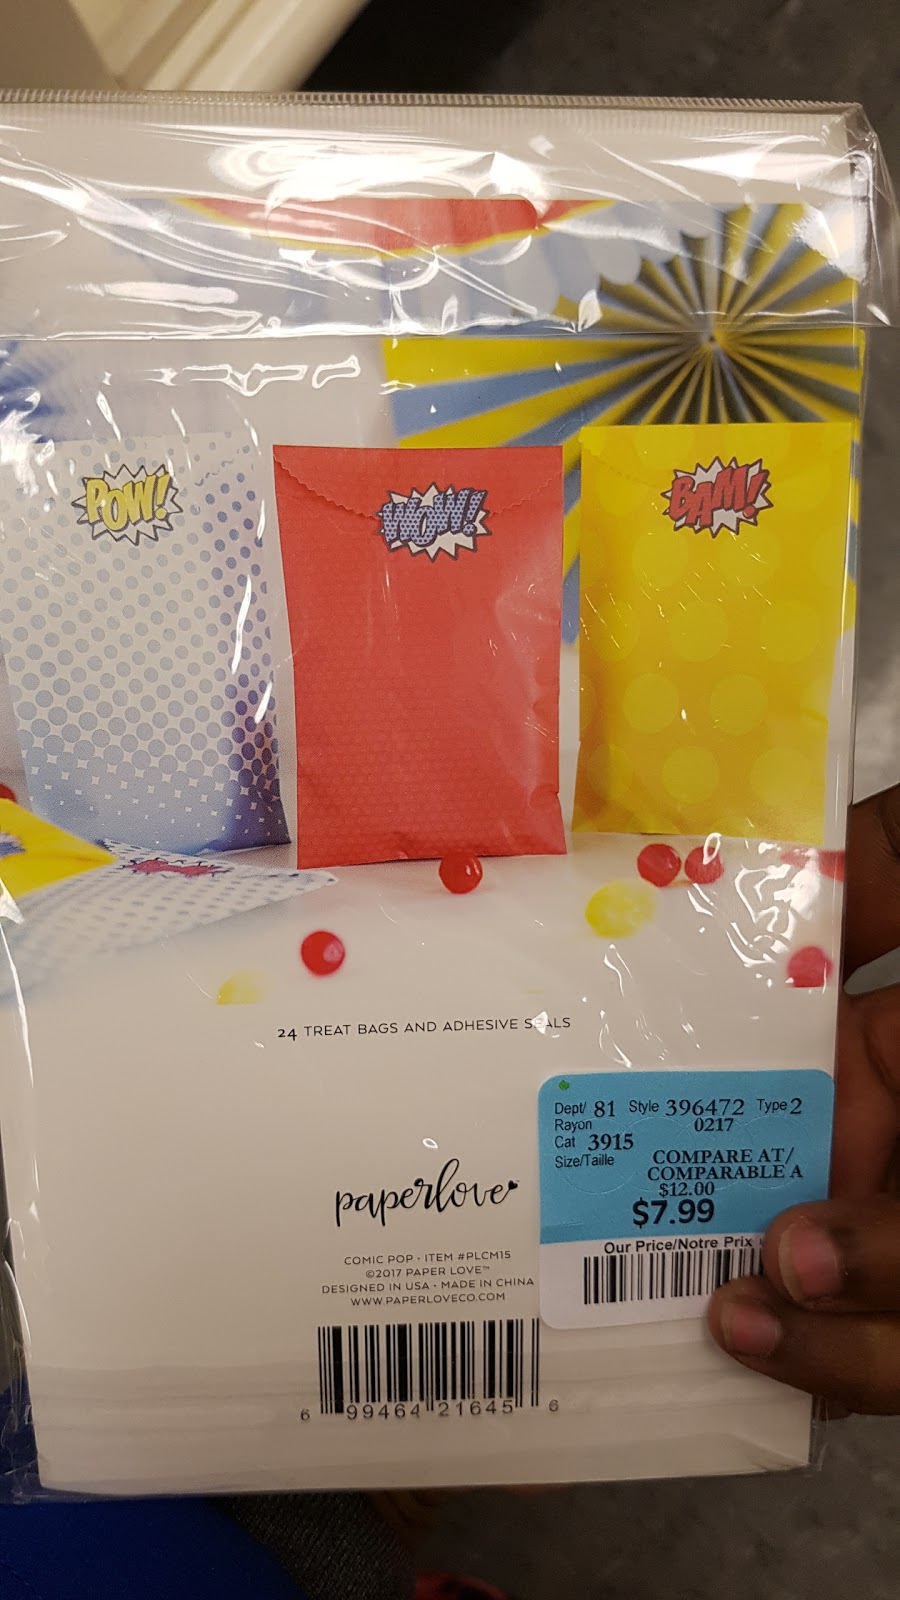 POW!
WOW!
BAM!
24 TREAT BAGS AND ADHESIVE SEALS
Dept/ 81 Style 396472 Type 2
Rayon 0217
Cat 3915
Size/Taille COMPARE AT/
COMPARABLE A
$12.00
$7.99
Our Price/Notre Prix
paperlove
COMIC POP - ITEM #PLCM15
©2017 PAPER LOVE™
DESIGNED IN USA - MADE IN CHINA
WWW.PAPERLOVECO.COM
6 99464 21645 6